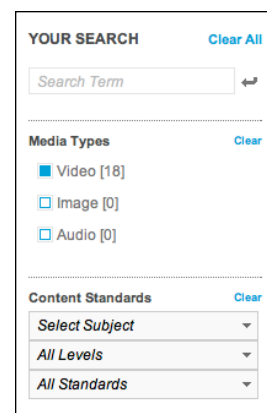 YOUR SEARCH Clear All
Search Term
Media Types Clear
Video [18]
Image [0]
Audio [0]
Content Standards Clear
Select Subject
All Levels
All Standards